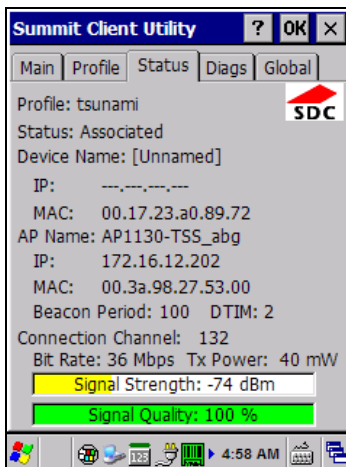 Summit Client Utility ? OK ×
Main Profile Status Diags Global
Profile: tsunami
SDC
Status: Associated
Device Name: [Unnamed]
IP: ---.---.---.---
MAC: 00.17.23.a0.89.72
AP Name: AP1130-TSS_abg
IP: 172.16.12.202
MAC: 00.3a.98.27.53.00
Beacon Period: 100 DTIM: 2
Connection Channel: 132
Bit Rate: 36 Mbps Tx Power: 40 mW
Signal Strength: -74 dBm
Signal Quality: 100 %
123 4:58 AM